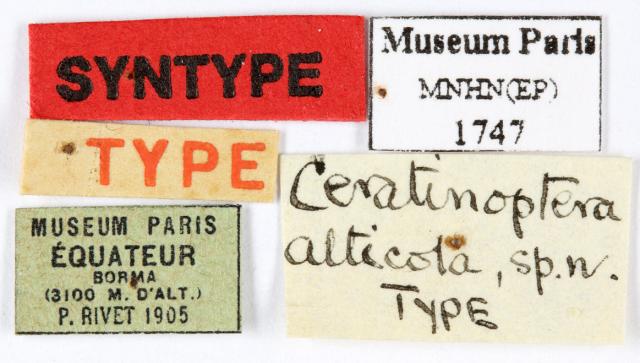 SYNTYPE
Museum Paris
MNHN(EP)
1747
TYPE
MUSEUM PARIS
ÉQUATEUR
BORMA
(3100 M. D'ALT.)
P. RIVET 1905
Ceratinoptera
alticola, sp.n.
TYPE